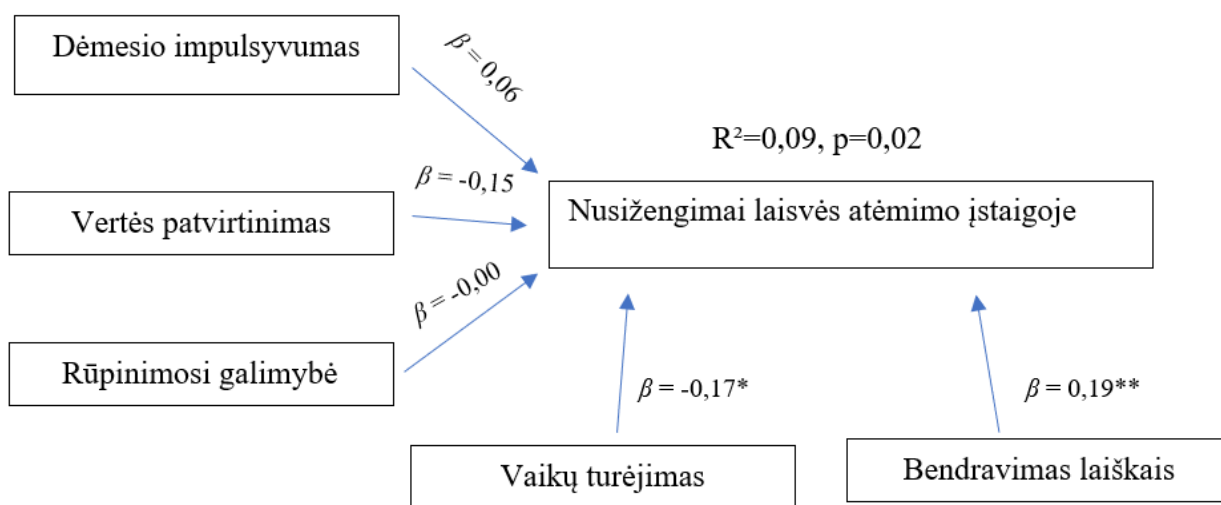 Dėmesio impulsyvumas
β = 0,06
R²=0,09, p=0,02
Vertės patvirtinimas
β = -0,15
Nusižengimai laisvės atėmimo įstaigoje
β = -0,00
Rūpinimosi galimybė
β = -0,17*
β = 0,19**
Vaikų turėjimas
Bendravimas laiškais